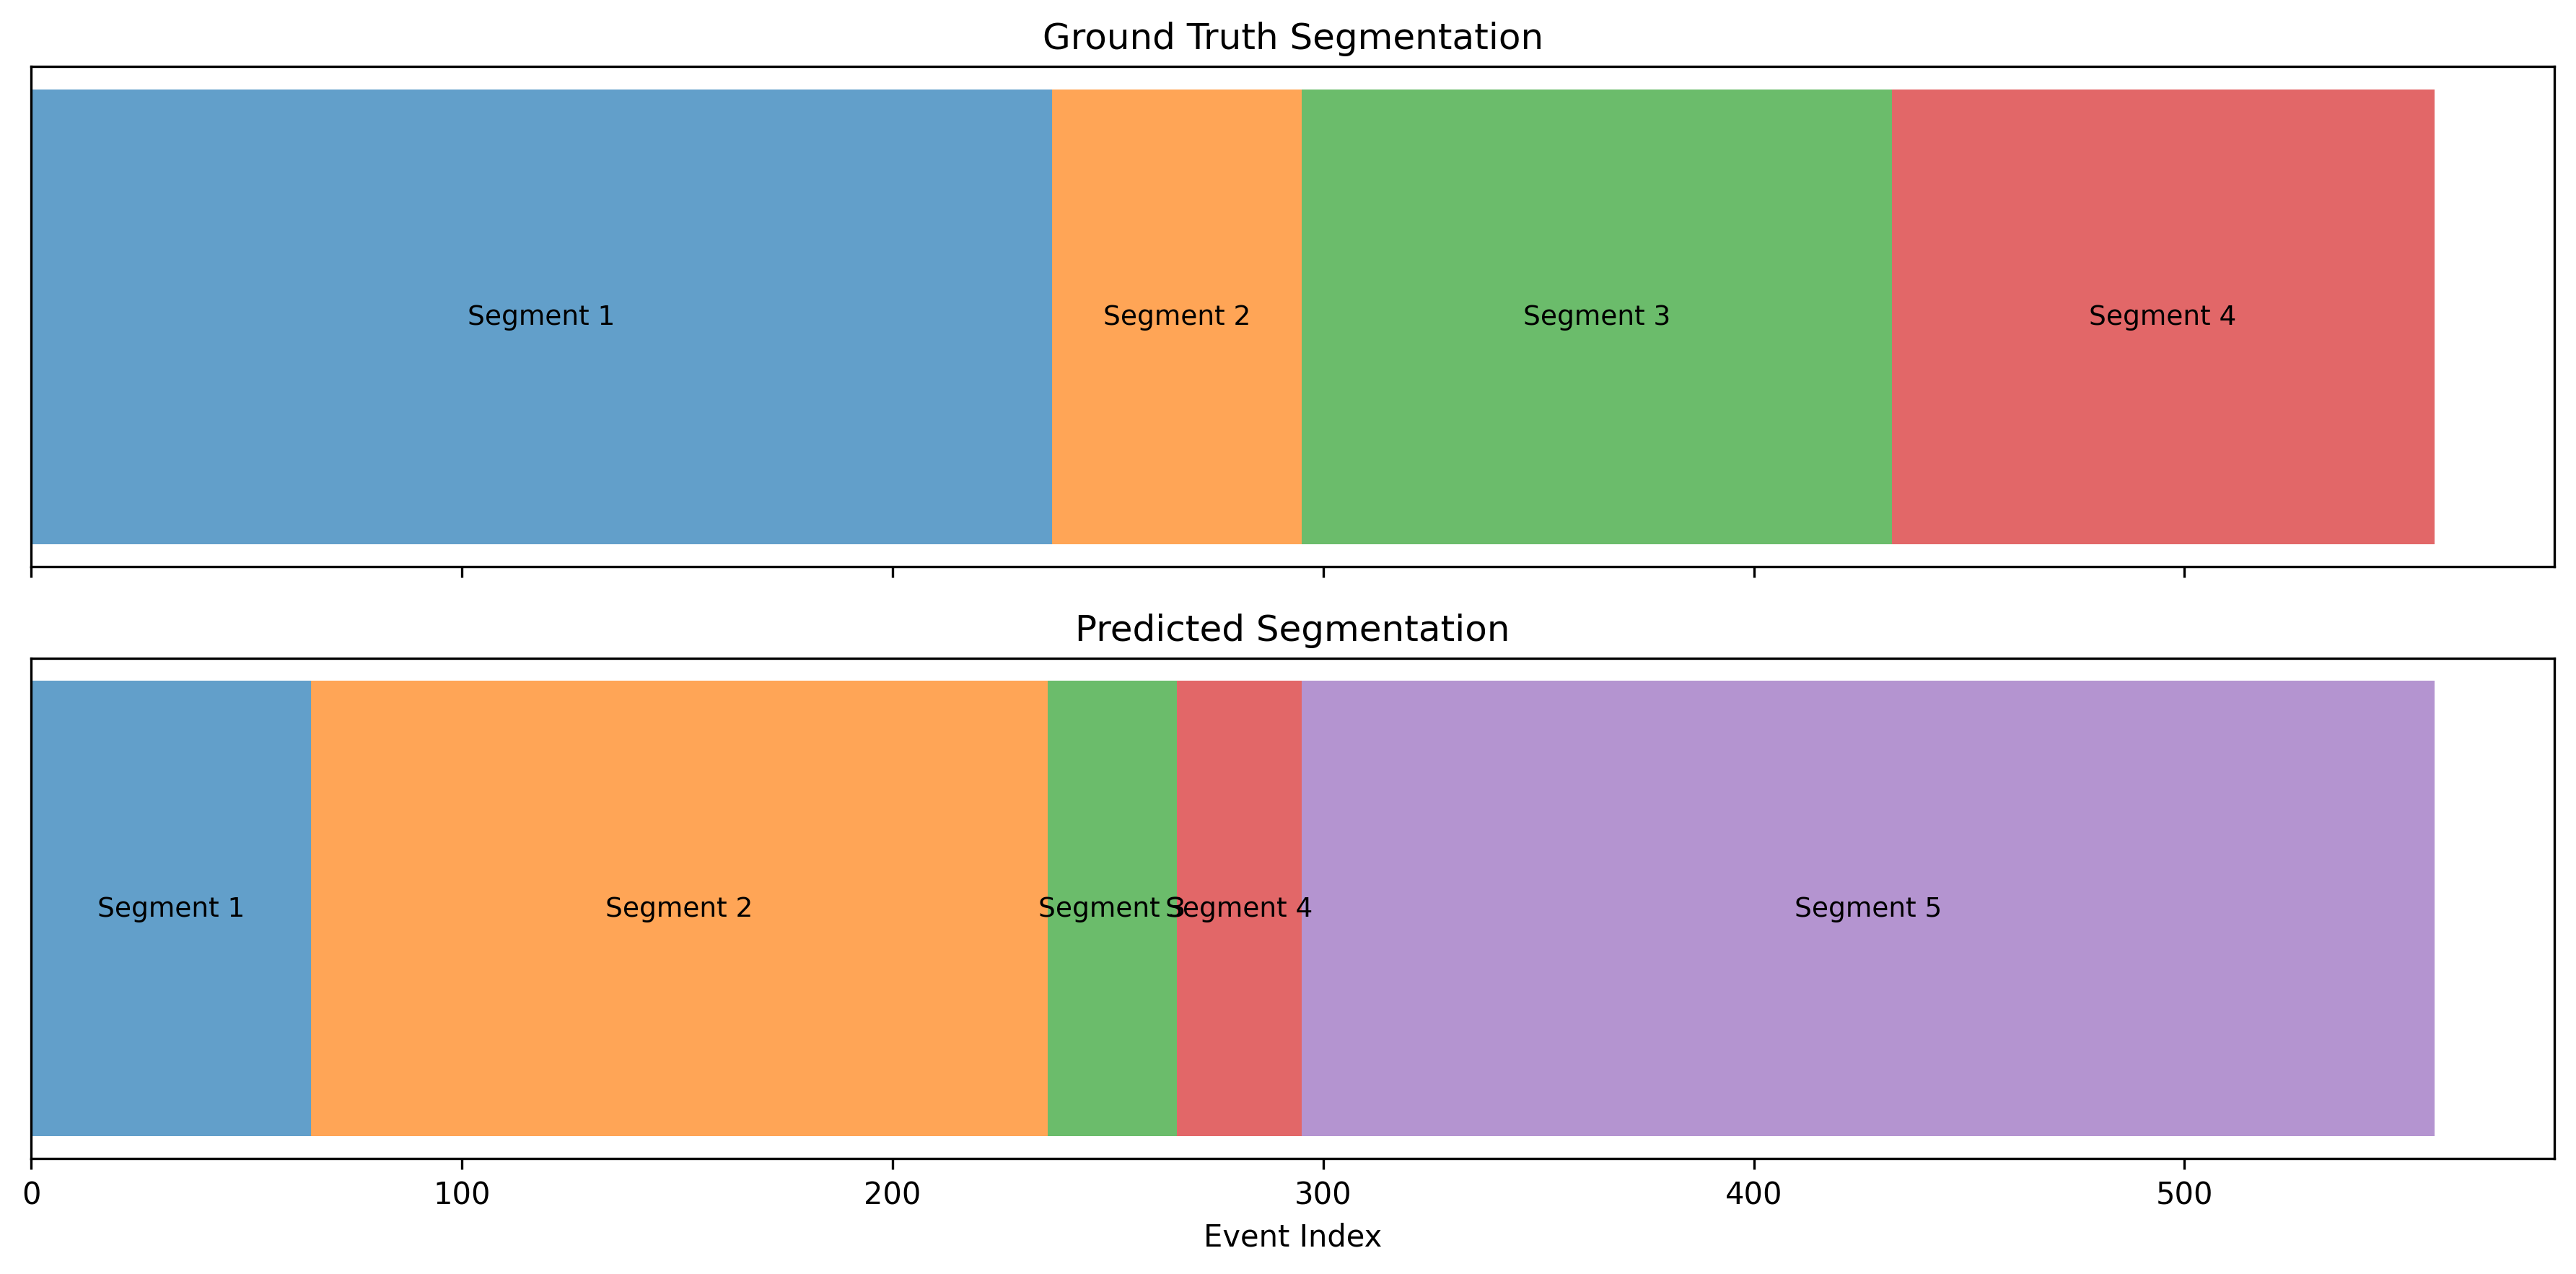 Ground Truth Segmentation
Segment 1 Segment 2 Segment 3 Segment 4
Predicted Segmentation
Segment 1 Segment 2 Segment 3 Segment 4 Segment 5
0 100 200 300 400 500
Event Index